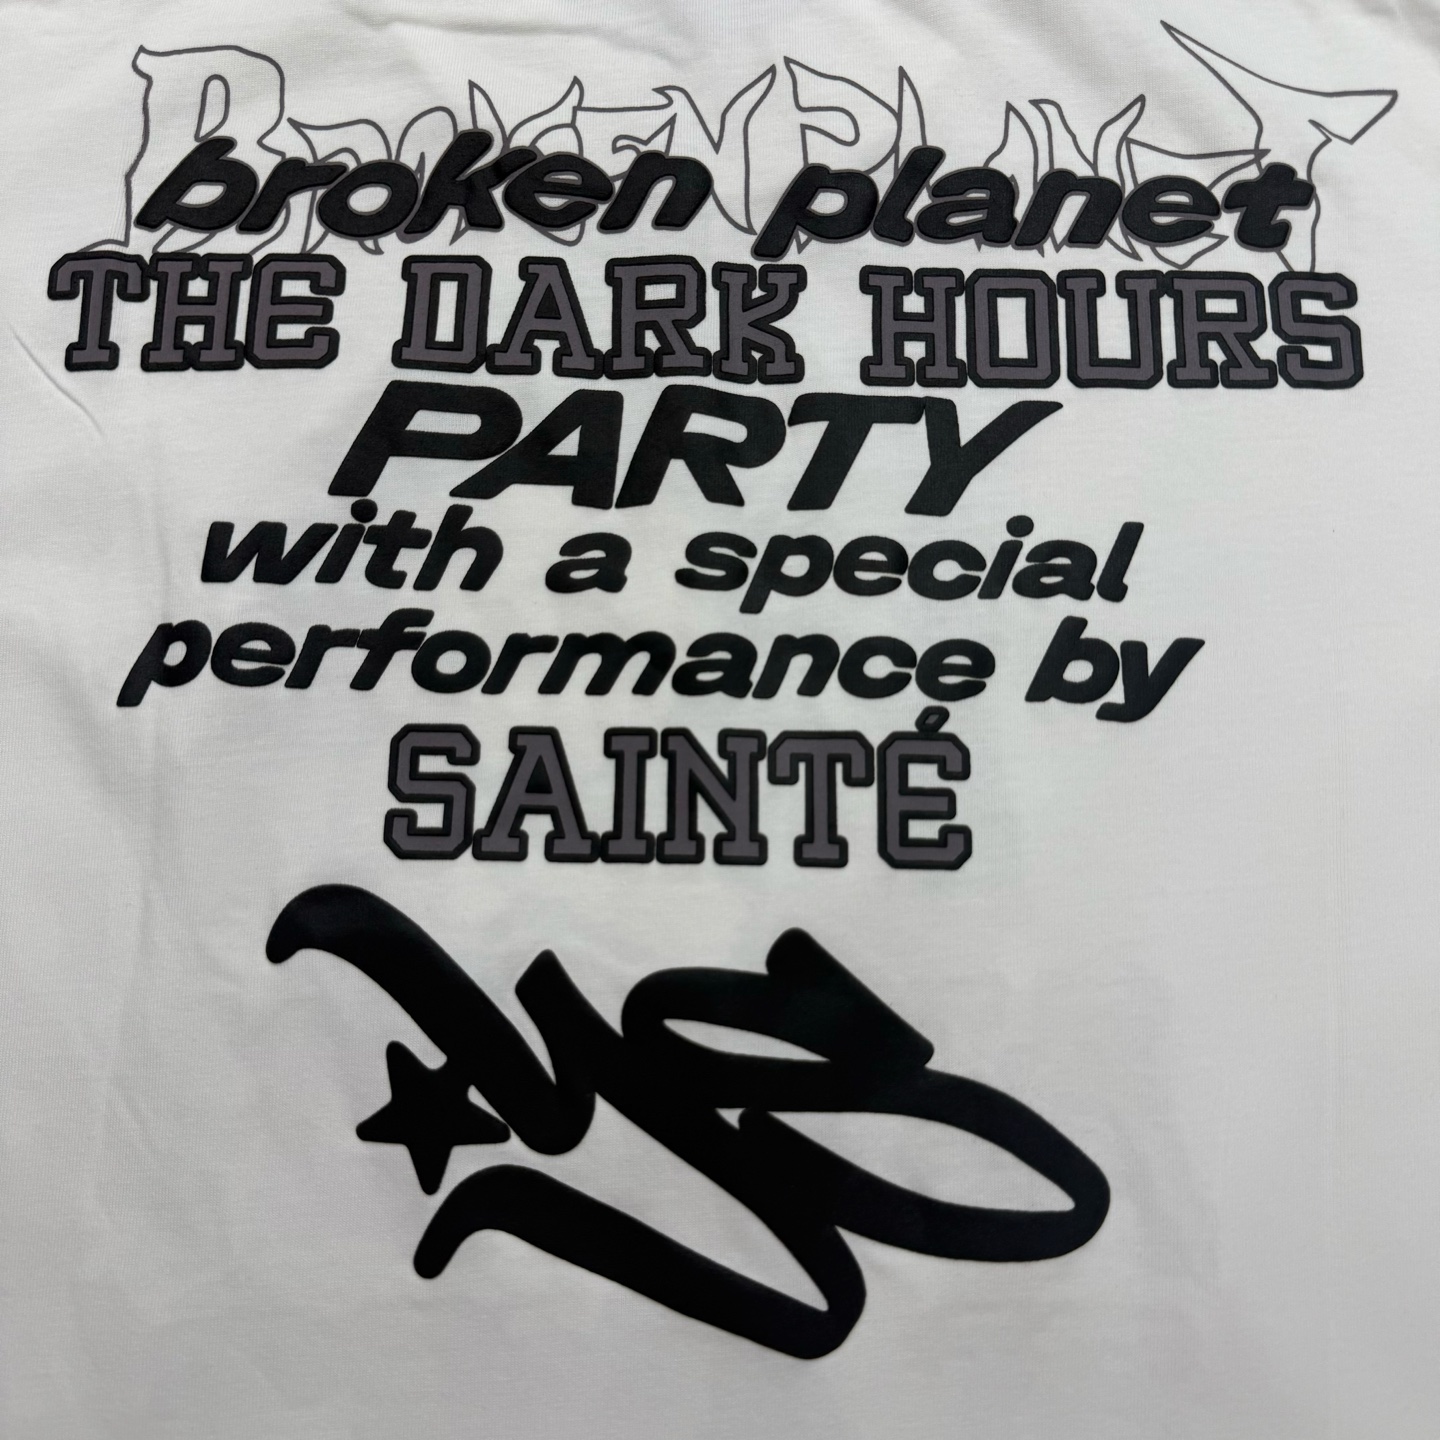 BROKEN PLANET
broken planet
THE DARK HOURS
PARTY
with a special
performance by
SAINTÉ